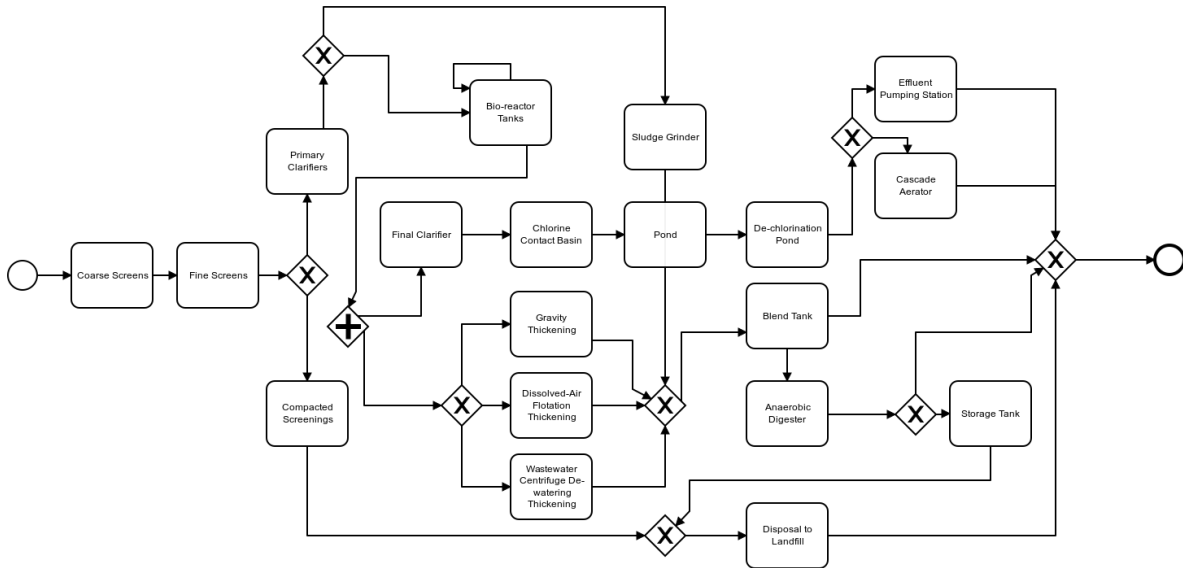 Effluent
Pumping Station
Bio-reactor
Tanks
Sludge Grinder
Primary
Clarifiers
Cascade
Aerator
Final Clarifier
Chlorine
Contact Basin
Pond
De-chlorination
Pond
Coarse Screens
Fine Screens
Gravity
Thickening
Blend Tank
Compacted
Screenings
Dissolved-Air
Flotation
Thickening
Anaerobic
Digester
Storage Tank
Wastewater
Centrifuge De-
watering
Thickening
Disposal to
Landfill